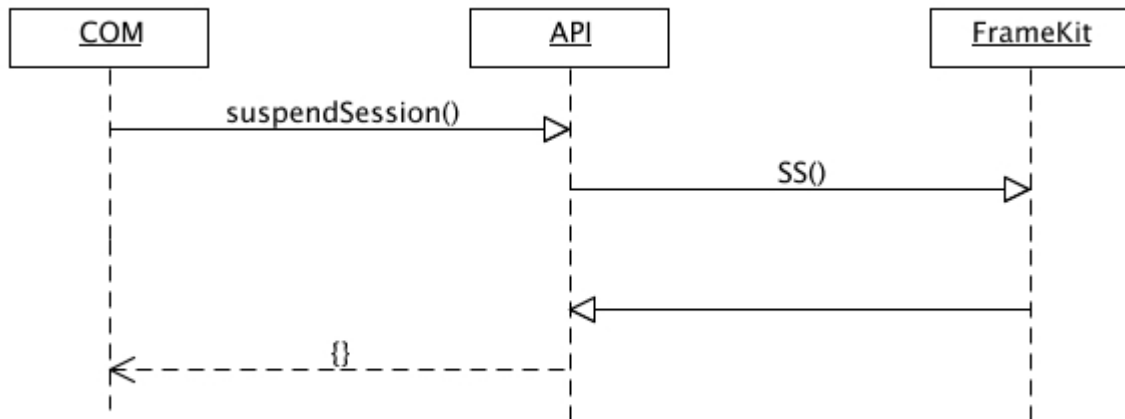 COM
API
FrameKit
suspendSession()
SS()
{}